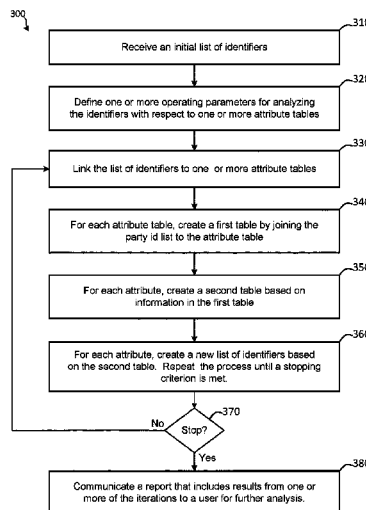 300
310
Receive an initial list of identifiers
320
Define one or more operating parameters for analyzing
the identifiers with respect to one or more attribute tables
330
Link the list of identifiers to one or more attribute tables
340
For each attribute table, create a first table by joining the
party id list to the attribute table
350
For each attribute, create a second table based on
information in the first table
360
For each attribute, create a new list of identifiers based
on the second table. Repeat the process until a stopping
criterion is met.
370
No
Stop?
Yes
380
Communicate a report that includes results from one or
more of the iterations to a user for further analysis.